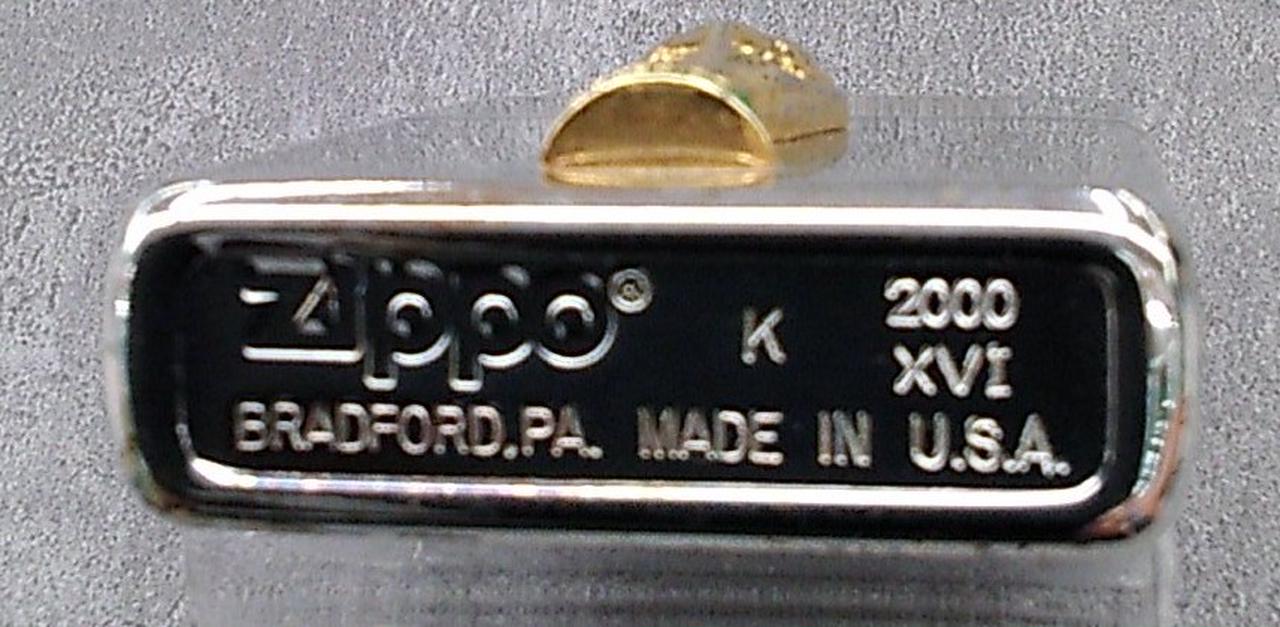 Zippo® K 2000
XVI
BRADFORD,PA. MADE IN U.S.A.